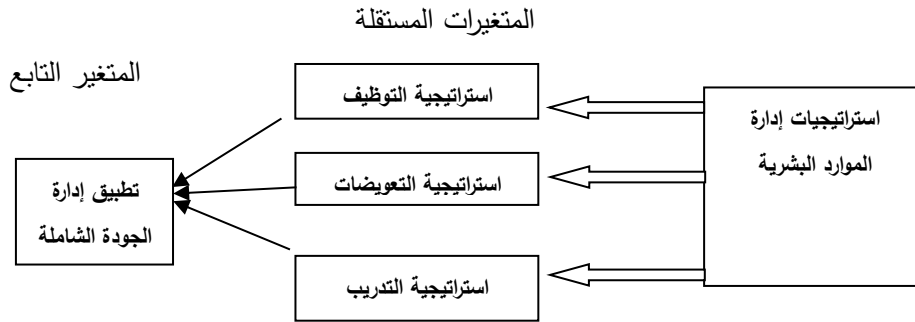 المتغيرات المستقلة
المتغير التابع
استراتيجيات إدارة
الموارد البشرية
استراتيجية التوظيف
استراتيجية التعويضات
استراتيجية التدريب
تطبيق إدارة
الجودة الشاملة